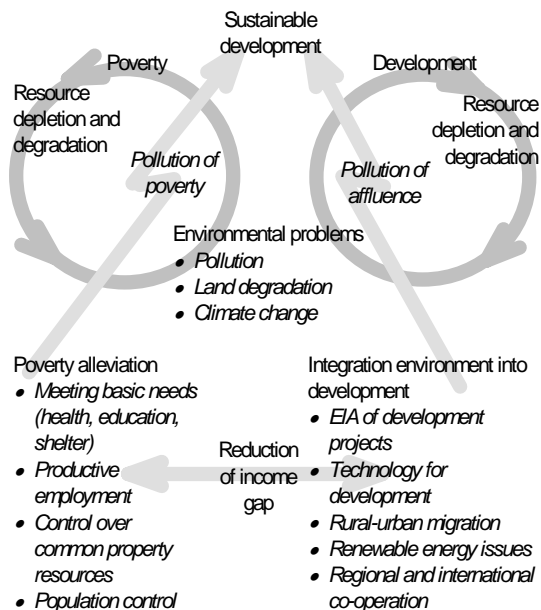 Sustainable
development
Poverty
Development
Resource
depletion and
degradation
Resource
depletion and
degradation
Pollution of
poverty
Pollution of
affluence
Environmental problems
• Pollution
• Land degradation
• Climate change
Poverty alleviation
• Meeting basic needs
(health, education,
shelter)
• Productive
employment
• Control over
common property
resources
• Population control
Reduction
of income
gap
Integration environment into
development
• EIA of development
projects
• Technology for
development
• Rural-urban migration
• Renewable energy issues
• Regional and international
co-operation